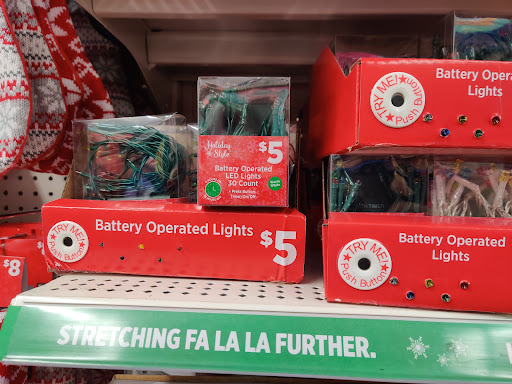 Battery Operated
Lights
TRY ME!
Push Button
Holiday
Style
$5
Battery Operated
LED Lights
30 Count
TRY ME!
Push Button
Battery Operated Lights
$5
TRY ME!
Push Button
Battery Operated
Lights
$8
STRETCHING FA LA LA FURTHER.